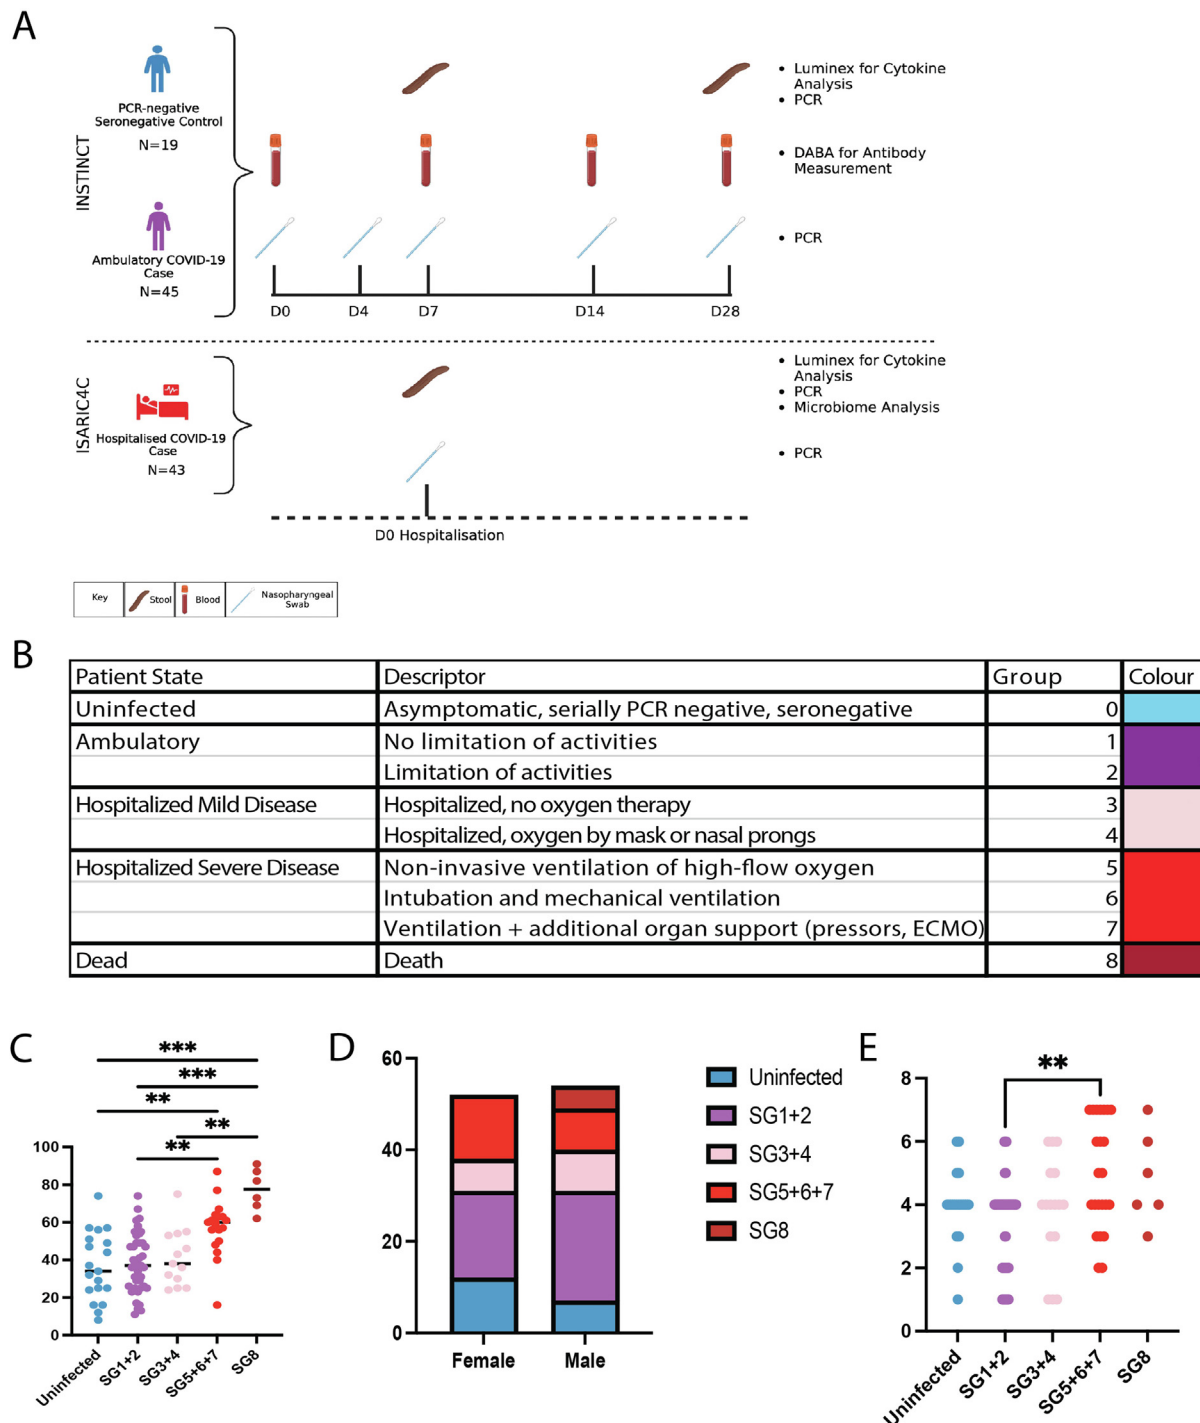 A
INSTINCT
PCR-negative
Seronegative Control
N=19
Ambulatory COVID-19
Case
N=45
• Luminex for Cytokine
Analysis
• PCR
• DABA for Antibody
Measurement
• PCR
D0 D4 D7 D14 D28
ISARIC4C
Hospitalised COVID-19
Case
N=43
• Luminex for Cytokine
Analysis
• PCR
• Microbiome Analysis
• PCR
D0 Hospitalisation
Key Stool Blood Nasopharyngeal
Swab
B
Patient State Descriptor Group Colour
Uninfected Asymptomatic, serially PCR negative, seronegative 0
Ambulatory No limitation of activities 1
Limitation of activities 2
Hospitalized Mild Disease Hospitalized, no oxygen therapy 3
Hospitalized, oxygen by mask or nasal prongs 4
Hospitalized Severe Disease Non-invasive ventilation of high-flow oxygen 5
Intubation and mechanical ventilation 6
Ventilation + additional organ support (pressors, ECMO) 7
Dead Death 8
C
***
***
**
**
**
100
80
60
40
20
0
Uninfected SG1+2 SG3+4 SG5+6+7 SG8
D
60
40
20
0
Female Male
Uninfected
SG1+2
SG3+4
SG5+6+7
SG8
E
**
8
6
4
2
0
Uninfected SG1+2 SG3+4 SG5+6+7 SG8